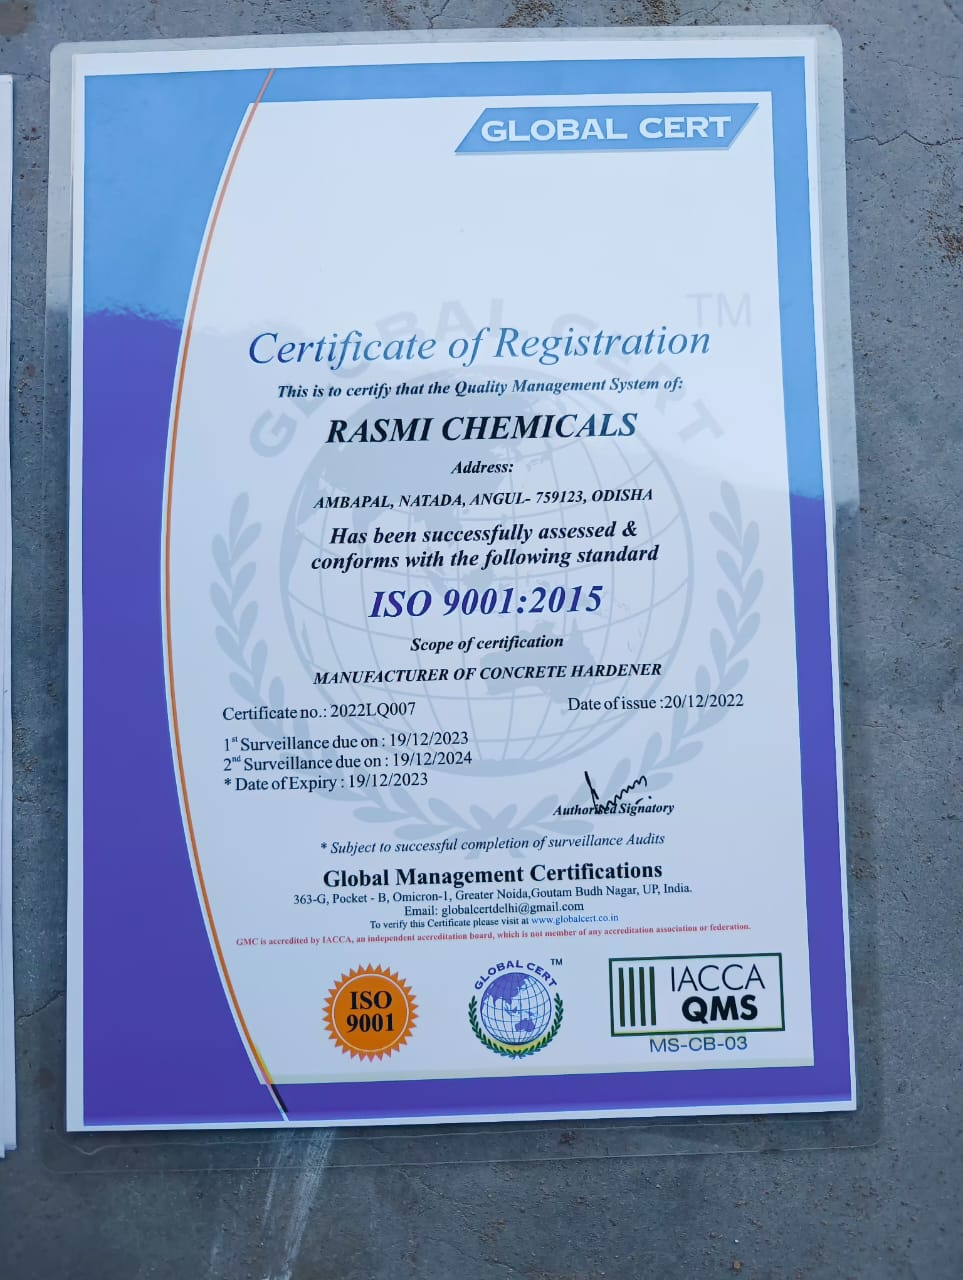 GLOBAL CERT
GLOBAL CERT TM
Certificate of Registration
This is to certify that the Quality Management System of:
RASMI CHEMICALS
Address:
AMBAPAL, NATADA, ANGUL- 759123, ODISHA
Has been successfully assessed &
conforms with the following standard
ISO 9001:2015
Scope of certification
MANUFACTURER OF CONCRETE HARDENER
Certificate no.: 2022LQ007
Date of issue :20/12/2022
1st Surveillance due on : 19/12/2023
2nd Surveillance due on : 19/12/2024
* Date of Expiry : 19/12/2023
Authorised Signatory
* Subject to successful completion of surveillance Audits
Global Management Certifications
363-G, Pocket - B, Omicron-1, Greater Noida,Goutam Budh Nagar, UP, India.
Email: globalcertdelhi@gmail.com
To verify this Certificate please visit at www.globalcert.co.in
GMC is accredited by IACCA, an independent accreditation board, which is not member of any accreditation association or federation.
ISO
9001
GLOBAL CERT TM
IACCA
QMS
MS-CB-03